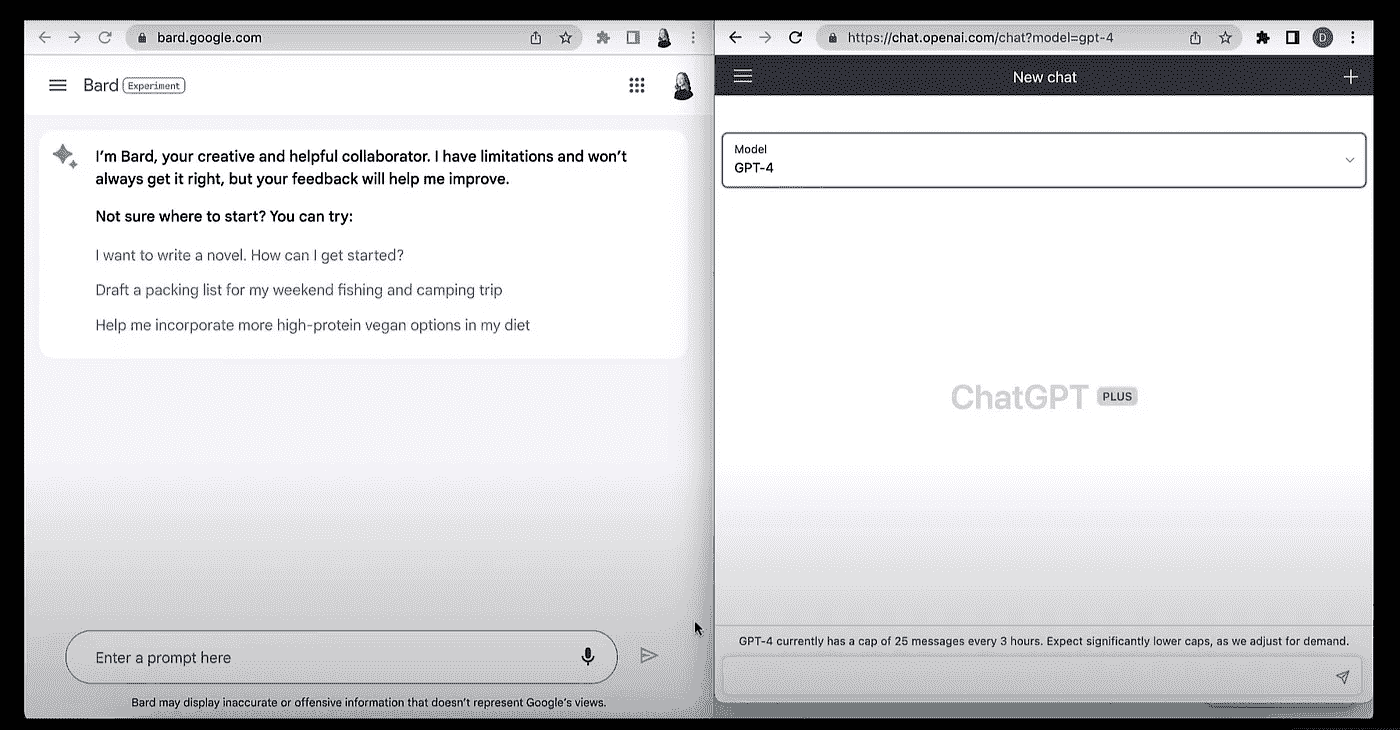 bard.google.com
Bard Experiment
I'm Bard, your creative and helpful collaborator. I have limitations and won't
always get it right, but your feedback will help me improve.
Not sure where to start? You can try:
I want to write a novel. How can I get started?
Draft a packing list for my weekend fishing and camping trip
Help me incorporate more high-protein vegan options in my diet
Enter a prompt here
Bard may display inaccurate or offensive information that doesn't represent Google's views.
https://chat.openai.com/chat?model=gpt-4
D
New chat
Model
GPT-4
ChatGPT PLUS
GPT-4 currently has a cap of 25 messages every 3 hours. Expect significantly lower caps, as we adjust for demand.